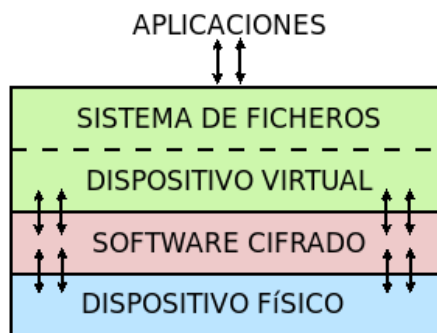 APLICACIONES
SISTEMA DE FICHEROS
DISPOSITIVO VIRTUAL
SOFTWARE CIFRADO
DISPOSITIVO FíSICO